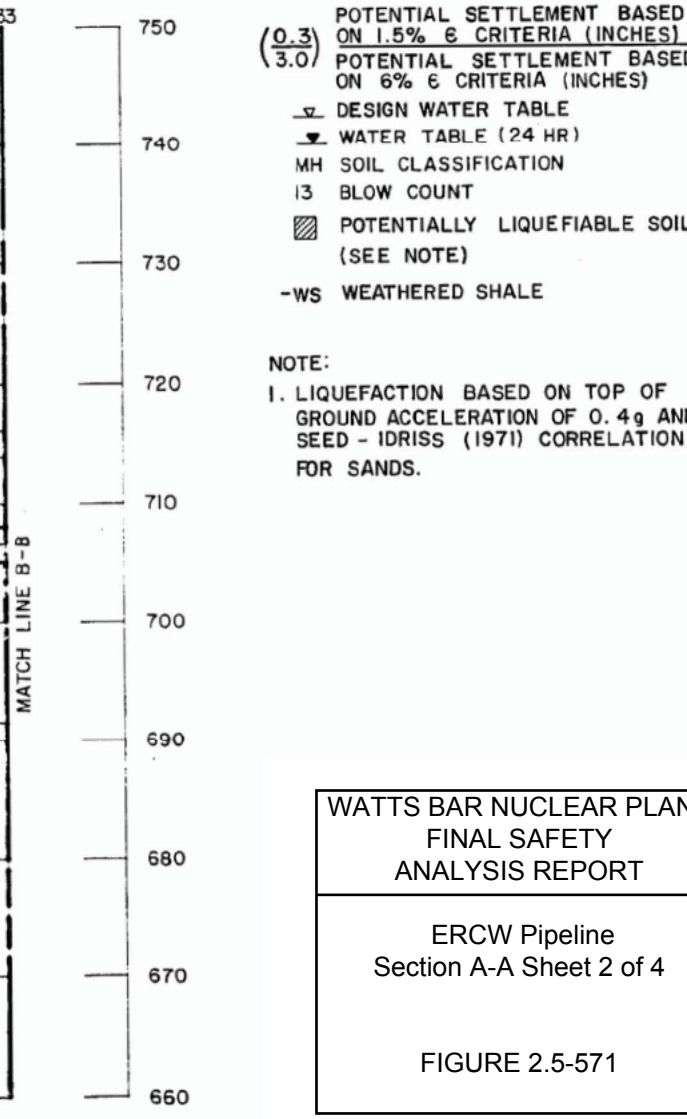 33
750
740
730
720
710
700
690
680
670
660
MATCH LINE B-B
(0.3/3.0) POTENTIAL SETTLEMENT BASED
ON 1.5% ε CRITERIA (INCHES)
POTENTIAL SETTLEMENT BASED
ON 6% ε CRITERIA (INCHES)
DESIGN WATER TABLE
WATER TABLE (24 HR)
MH SOIL CLASSIFICATION
13 BLOW COUNT
POTENTIALLY LIQUEFIABLE SOIL
(SEE NOTE)
-WS WEATHERED SHALE
NOTE:
1. LIQUEFACTION BASED ON TOP OF
GROUND ACCELERATION OF 0.4g AN
SEED - IDRISS (1971) CORRELATION
FOR SANDS.
WATTS BAR NUCLEAR PLAN
FINAL SAFETY
ANALYSIS REPORT
ERCW Pipeline
Section A-A Sheet 2 of 4
FIGURE 2.5-571